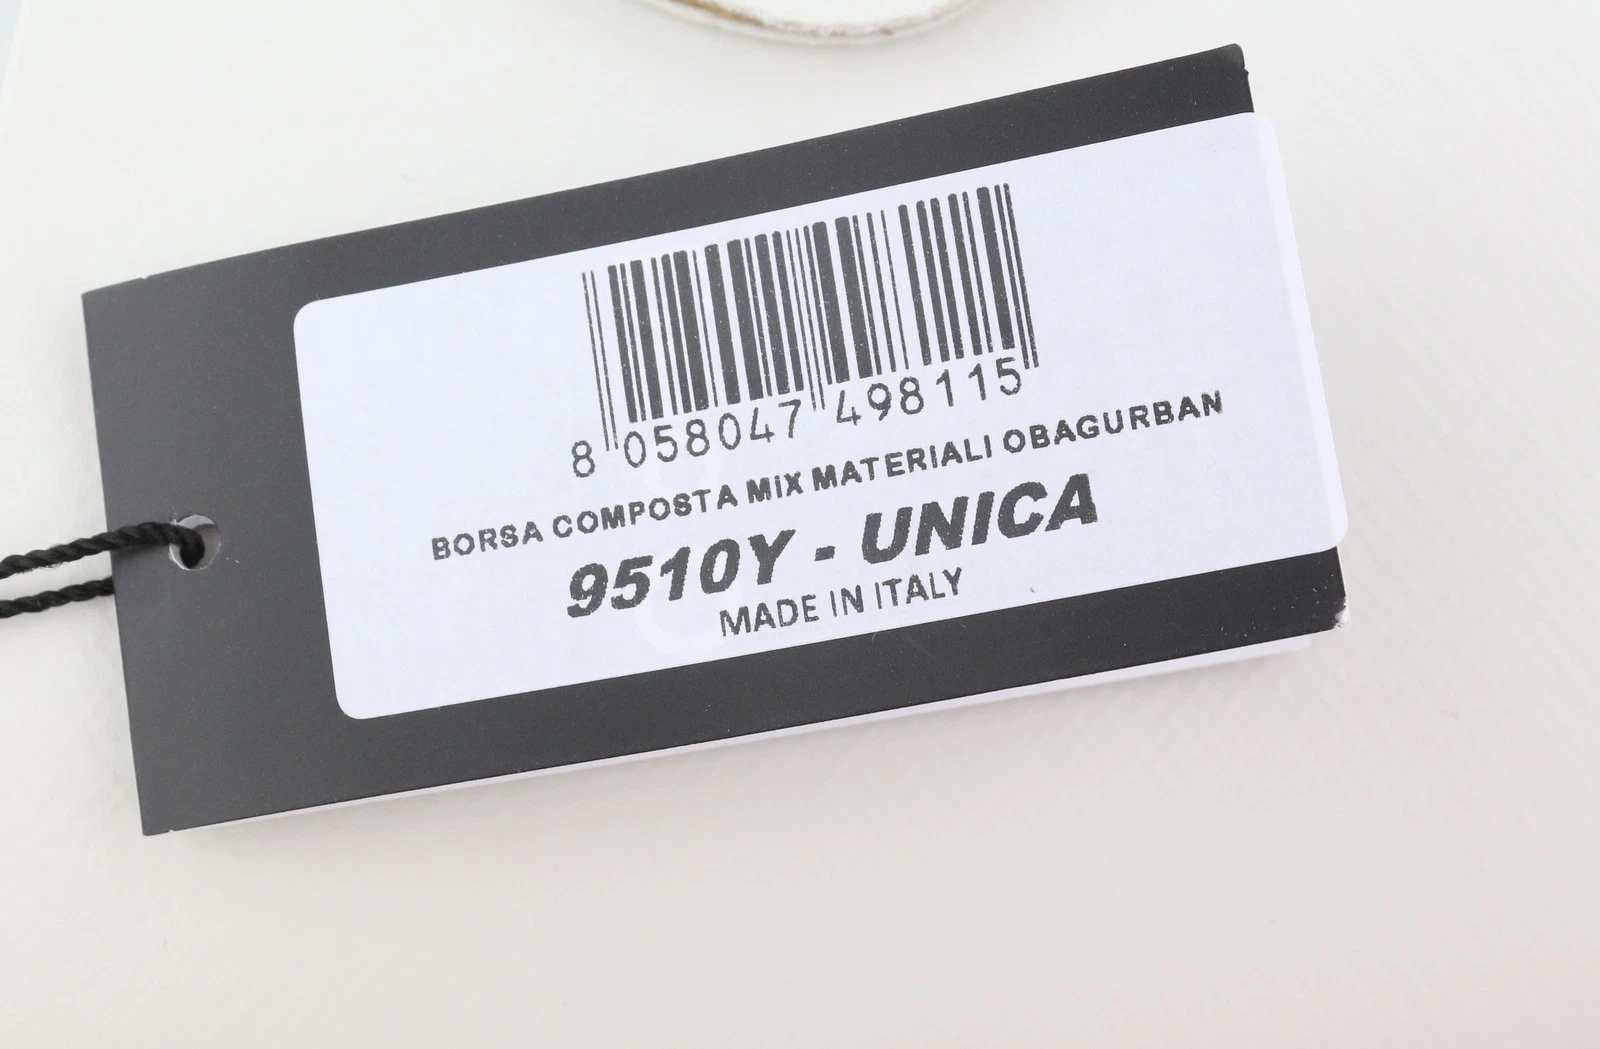 8 058047 498115
BORSA COMPOSTA MIX MATERIALI OBAGURBAN
9510Y - UNICA
MADE IN ITALY